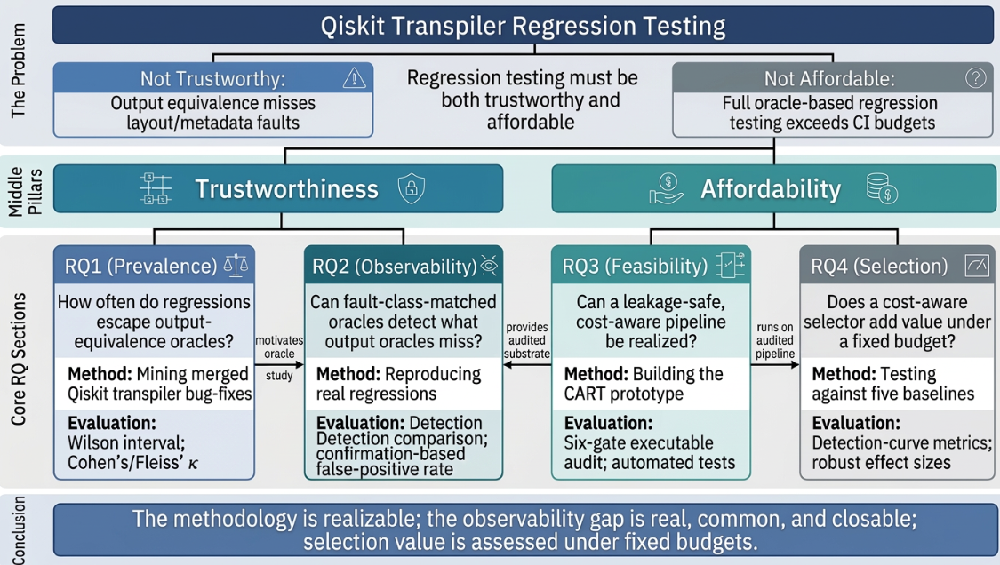 The Problem
Qiskit Transpiler Regression Testing
Not Trustworthy:
Output equivalence misses
layout/metadata faults
Regression testing must be
both trustworthy and
affordable
Not Affordable:
Full oracle-based regression
testing exceeds CI budgets
Middle
Pillars
Trustworthiness
Affordability
Core RQ Sections
RQ1 (Prevalence)
How often do regressions
escape output-
equivalence oracles?
Method: Mining merged
Qiskit transpiler bug-fixes
Evaluation:
Wilson interval;
Cohen's/Fleiss' κ
motivates
oracle
study
RQ2 (Observability)
Can fault-class-matched
oracles detect what
output oracles miss?
Method: Reproducing
real regressions
Evaluation: Detection
Detection comparison;
confirmation-based
false-positive rate
provides
audited
substrate
RQ3 (Feasibility)
Can a leakage-safe,
cost-aware pipeline
be realized?
Method: Building the
CART prototype
Evaluation:
Six-gate executable
audit; automated tests
runs on
audited
pipeline
RQ4 (Selection)
Does a cost-aware
selector add value under
a fixed budget?
Method: Testing
against five baselines
Evaluation:
Detection-curve metrics;
robust effect sizes
Conclusion
The methodology is realizable; the observability gap is real, common, and closable;
selection value is assessed under fixed budgets.